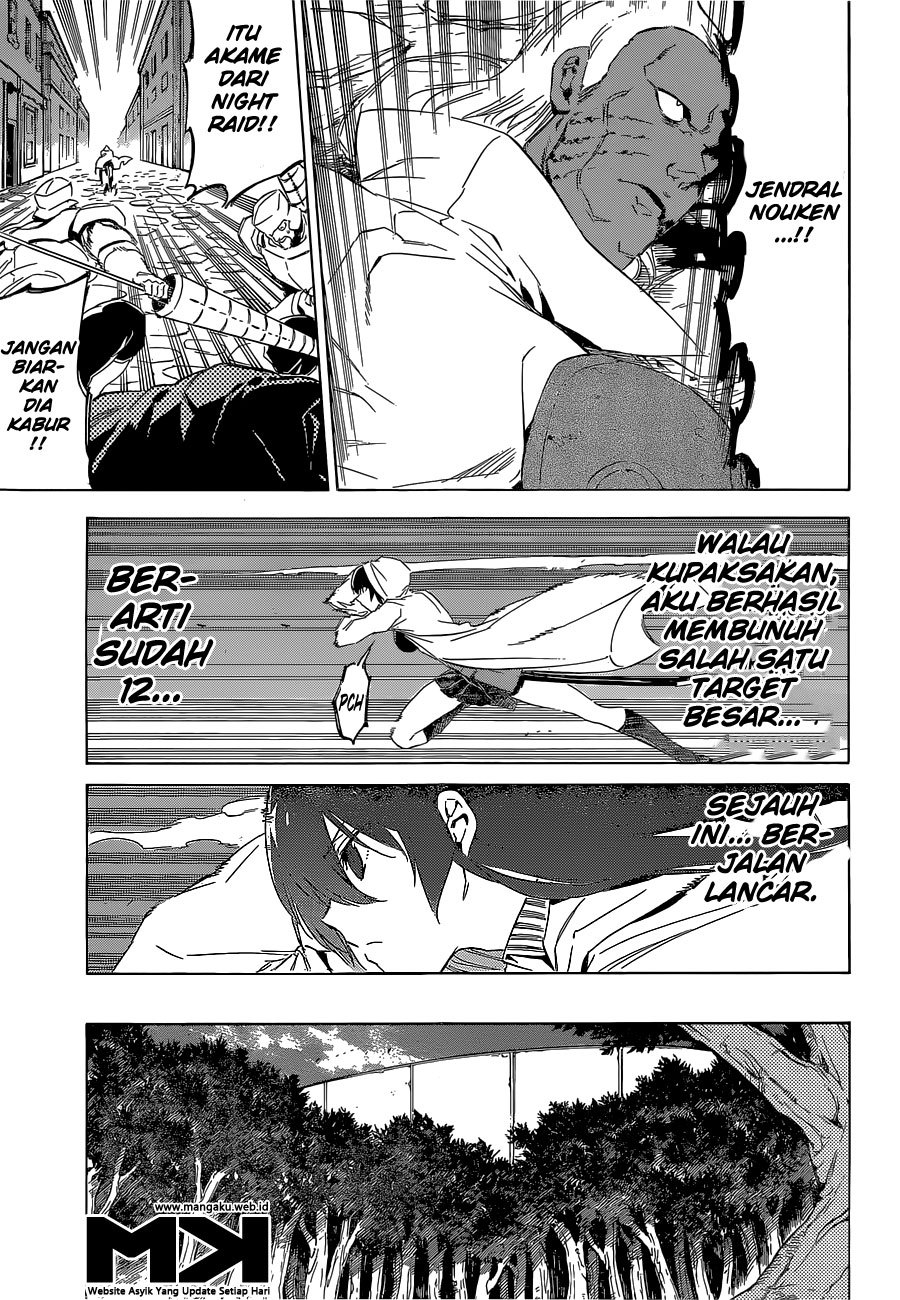 JENDRAL
NOUKEN
...!!
ITU
AKAME
DARI
NIGHT
RAID!!
JANGAN
BIAR-
KAN
DIA
KABUR
!!
WALAU
KUPAKSAKAN,
AKU BERHASIL
MEMBUNUH
SALAH SATU
TARGET
BESAR...
PCH
BER-
ARTI
SUDAH
12...
SEJAUH
INI... BER-
JALAN
LANCAR.
www.mangaku.web.id
MK
Website Asyik Yang Update Setiap Hari